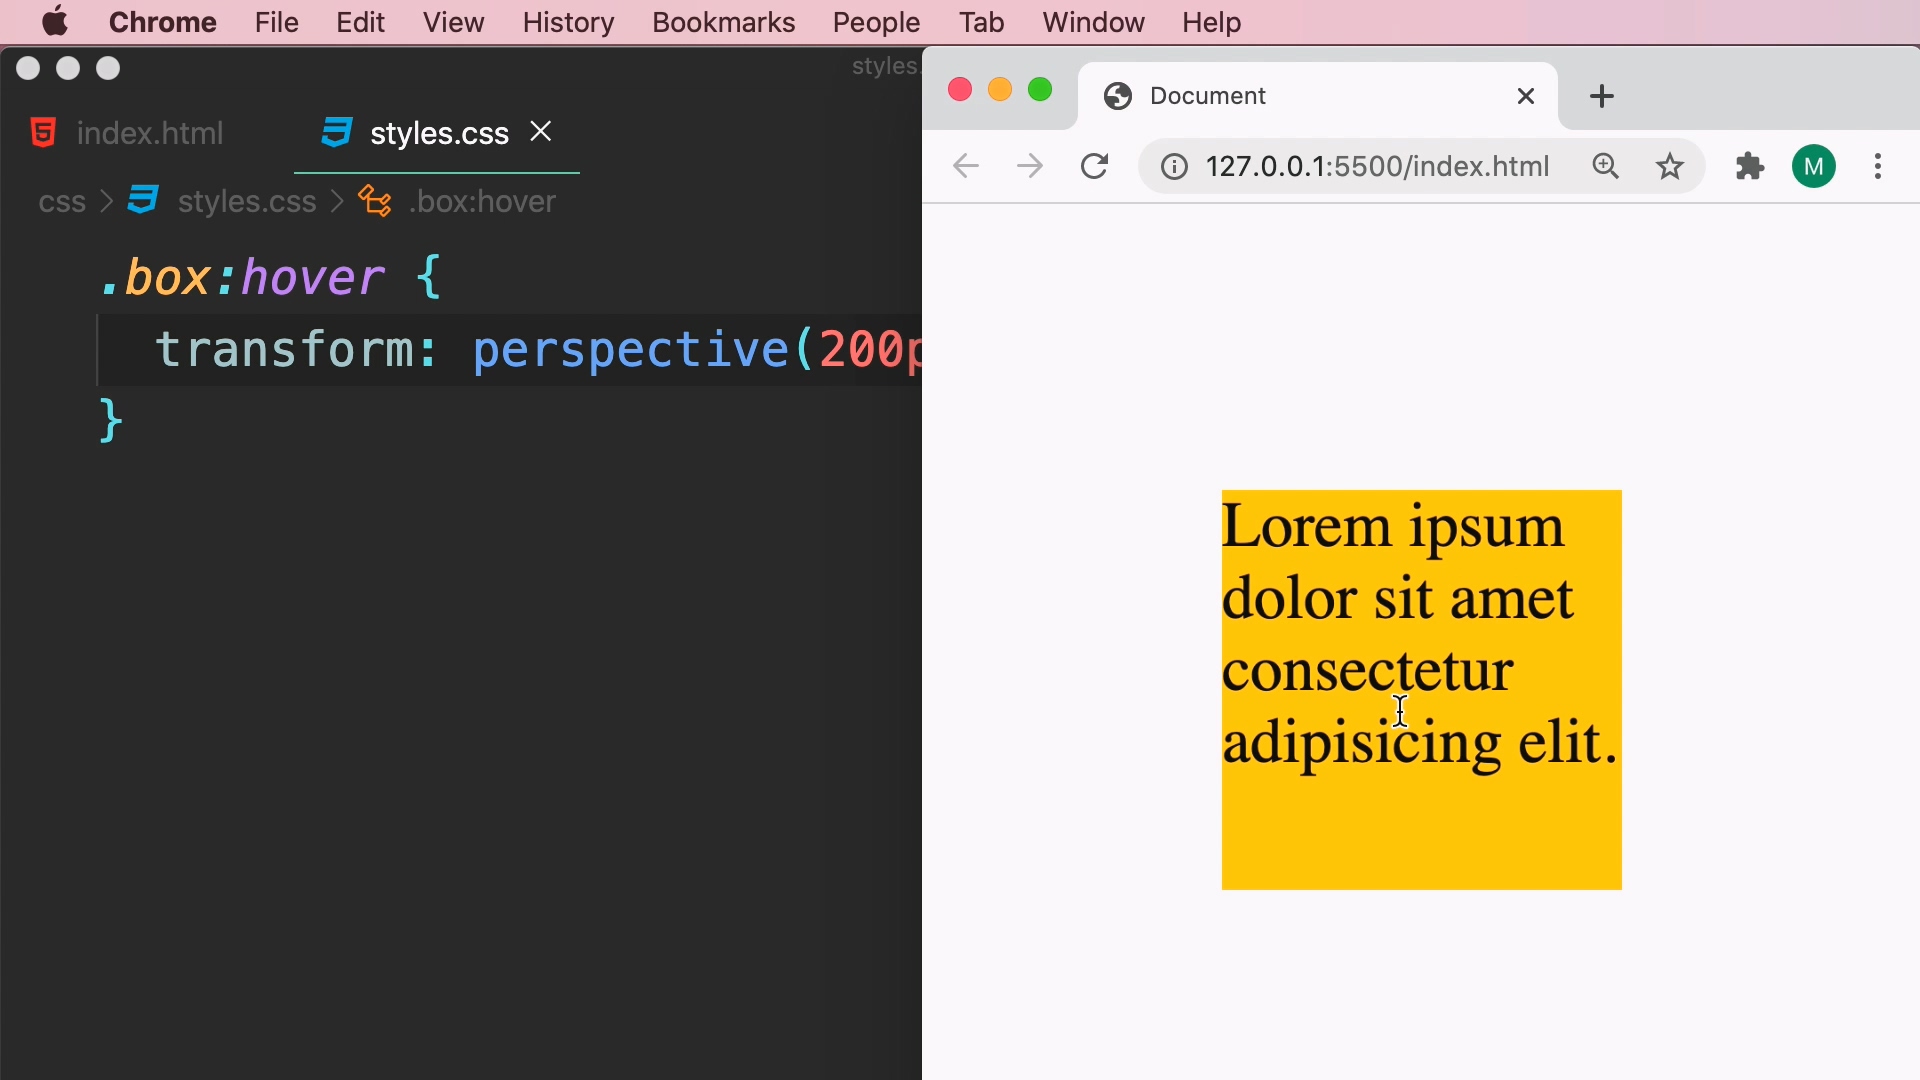 Chrome File Edit View History Bookmarks People Tab Window Help
styles.
index.html styles.css
css > styles.css > .box:hover
.box:hover {
transform: perspective(200p
}
Document
127.0.0.1:5500/index.html
M
Lorem ipsum
dolor sit amet
consectetur
adipisicing elit.